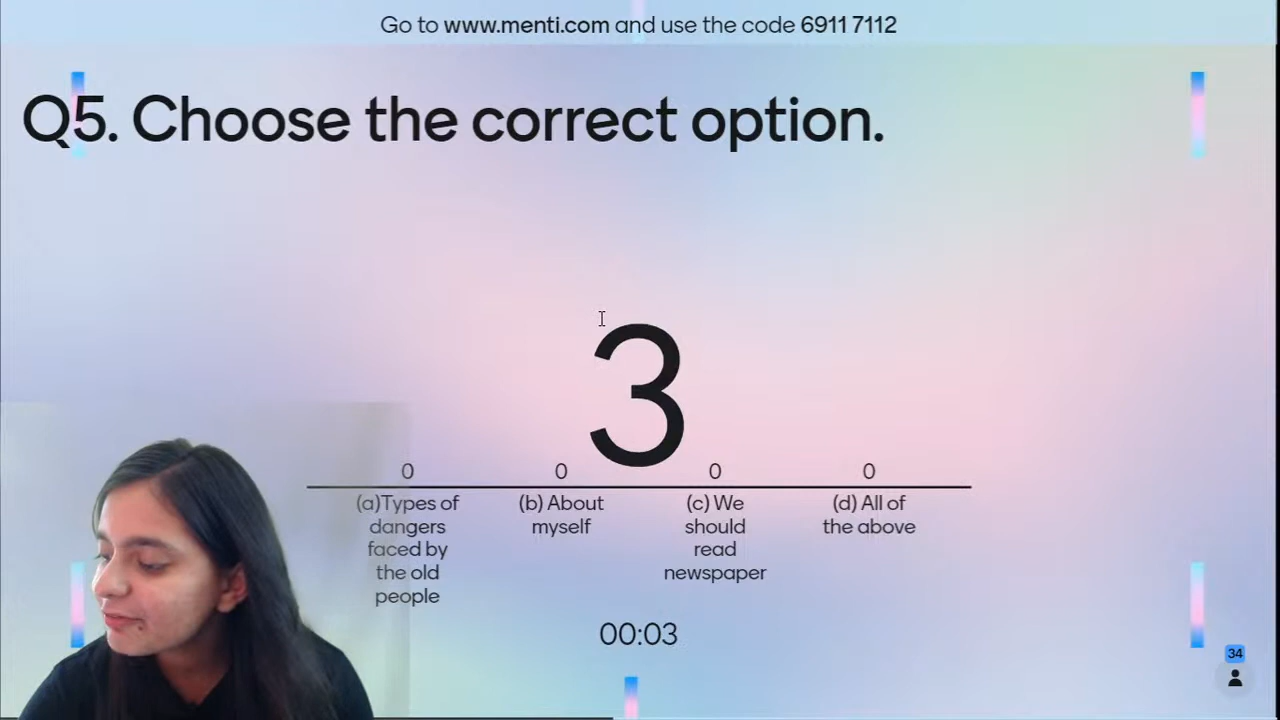 Go to www.menti.com and use the code 6911 7112
Q5. Choose the correct option.
3
0
0
0
0
(a)Types of
dangers
faced by
the old
people
(b) About
myself
(c) We
should
read
newspaper
(d) All of
the above
00:03
34